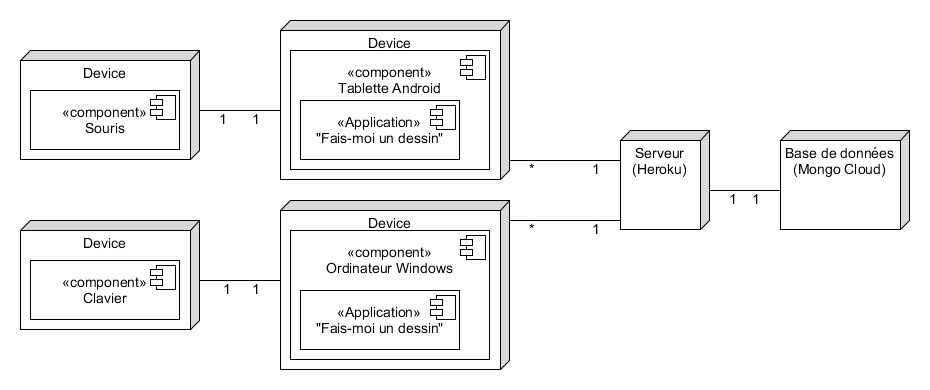 Device
«component»
Souris
1
1
Device
«component»
Tablette Android
«Application»
"Fais-moi un dessin"
*
1
Serveur
(Heroku)
1
1
Base de données
(Mongo Cloud)
Device
«component»
Clavier
1
1
Device
«component»
Ordinateur Windows
«Application»
"Fais-moi un dessin"
*
1